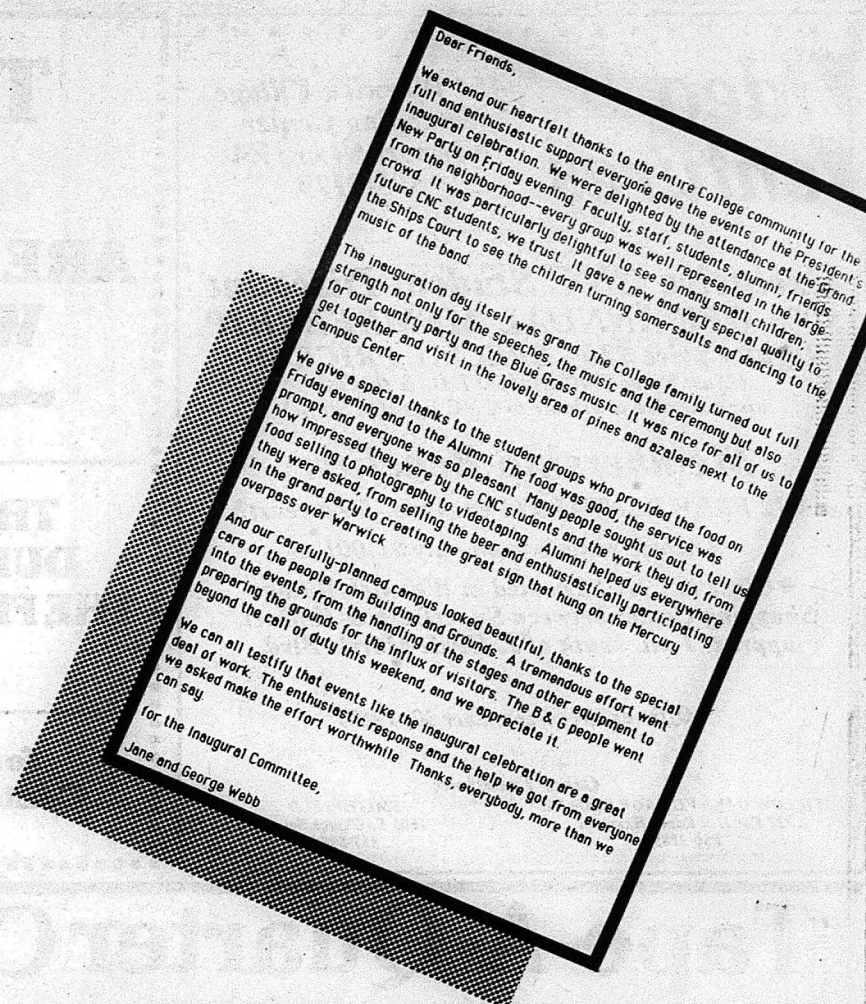 Dear Friends,
We extend our heartfelt thanks to the entire College community for the
full and enthusiastic support everyone gave the events of the President's
inaugural celebration. We were delighted by the attendance at the Grand
New Party on Friday evening. Faculty, staff, students, alumni, friends
from the neighborhood--every group was well represented in the large
crowd. It was particularly delightful to see so many small children,
future CNC students, we trust. It gave a new and very special quality to
the Ships Court to see the children turning somersaults and dancing to the
music of the band.
The inauguration day itself was grand. The College family turned out full
strength not only for the speeches, the music and the ceremony but also
for our country party and the Blue Grass music. It was nice for all of us to
get together and visit in the lovely area of pines and azaleas next to the
Campus Center.
We give a special thanks to the student groups who provided the food on
Friday evening and to the Alumni. The food was good, the service was
prompt, and everyone was so pleasant. Many people sought us out to tell us
how impressed they were by the CNC students and the work they did, from
food selling to photography to videotaping. Alumni helped us everywhere
they were asked, from selling the beer and enthusiastically participating
in the grand party to creating the great sign that hung on the Mercury
overpass over Warwick.
And our carefully-planned campus looked beautiful, thanks to the special
care of the people from Building and Grounds. A tremendous effort went
into the events, from the handling of the stages and other equipment to
preparing the grounds for the influx of visitors. The B & G people went
beyond the call of duty this weekend, and we appreciate it.
We can all testify that events like the inaugural celebration are a great
deal of work. The enthusiastic response and the help we got from everyone
we asked make the effort worthwhile. Thanks, everybody, more than we
can say.
for the Inaugural Committee,
Jane and George Webb